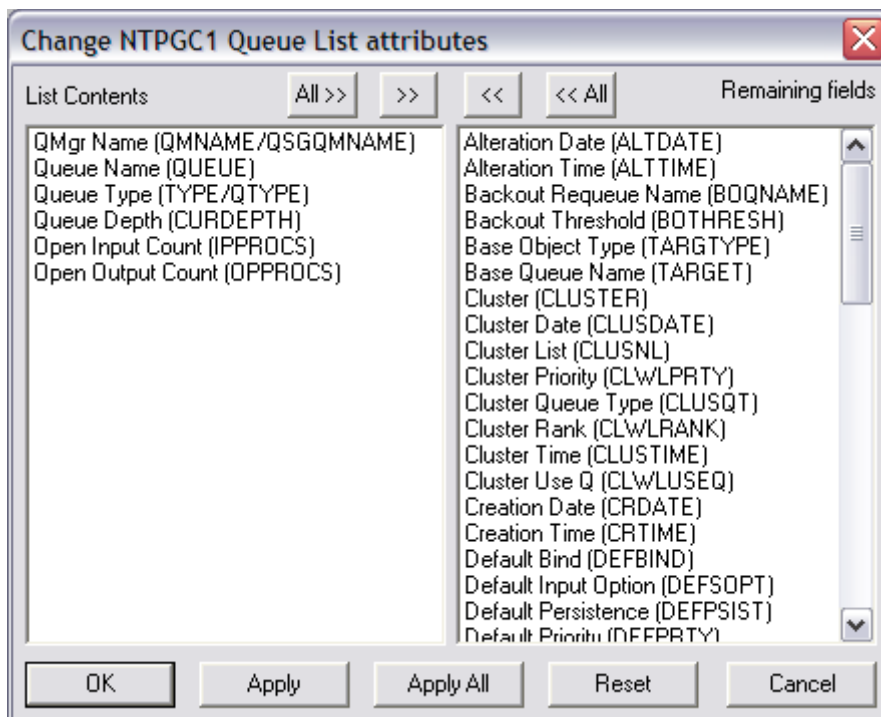 Change NTPGC1 Queue List attributes
List Contents
All >>
>>
<<
<< All
Remaining fields
QMgr Name (QMNAME/QSGQMNAME)
Queue Name (QUEUE)
Queue Type (TYPE/QTYPE)
Queue Depth (CURDEPTH)
Open Input Count (IPPROCS)
Open Output Count (OPPROCS)
Alteration Date (ALTDATE)
Alteration Time (ALTTIME)
Backout Requeue Name (BOQNAME)
Backout Threshold (BOTHRESH)
Base Object Type (TARGTYPE)
Base Queue Name (TARGET)
Cluster (CLUSTER)
Cluster Date (CLUSDATE)
Cluster List (CLUSNL)
Cluster Priority (CLWLPRTY)
Cluster Queue Type (CLUSQT)
Cluster Rank (CLWLRANK)
Cluster Time (CLUSTIME)
Cluster Use Q (CLWLUSEQ)
Creation Date (CRDATE)
Creation Time (CRTIME)
Default Bind (DEFBIND)
Default Input Option (DEFSOPT)
Default Persistence (DEFPSIST)
Default Priority (DEFPRTY)
OK
Apply
Apply All
Reset
Cancel